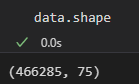 data.shape
✓ 0.0s
(466285, 75)